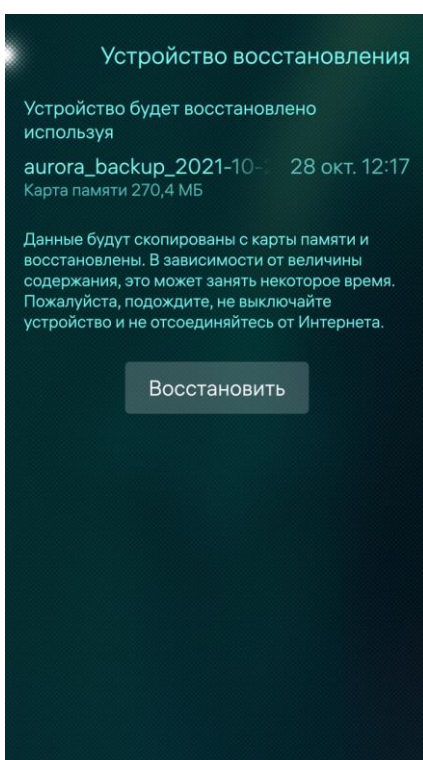 Устройство восстановления
Устройство будет восстановлено
используя
aurora_backup_2021-10- 28 окт. 12:17
Карта памяти 270,4 МБ
Данные будут скопированы с карты памяти и
восстановлены. В зависимости от величины
содержания, это может занять некоторое время.
Пожалуйста, подождите, не выключайте
устройство и не отсоединяйтесь от Интернета.
Восстановить